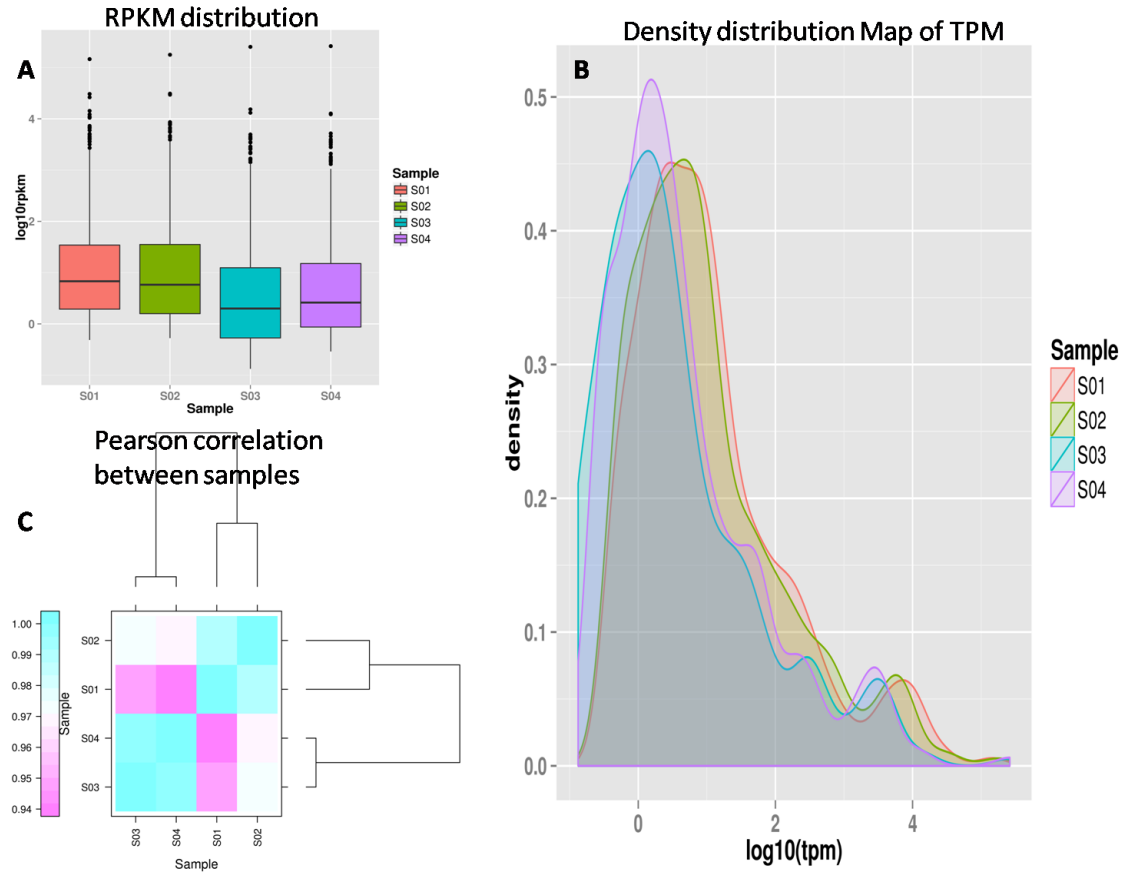 RPKM distribution
A
log10rpkm
4
2
0
S01
S02
S03
S04
Sample
Sample
S01
S02
S03
S04
Density distribution Map of TPM
B
density
0.5
0.4
0.3
0.2
0.1
0.0
0
2
4
log10(tpm)
Sample
S01
S02
S03
S04
Pearson correlation
between samples
C
1.00
0.99
0.98
0.97
0.96
0.95
0.94
Sample
S02
S01
S04
S03
S03
S04
S01
S02
Sample